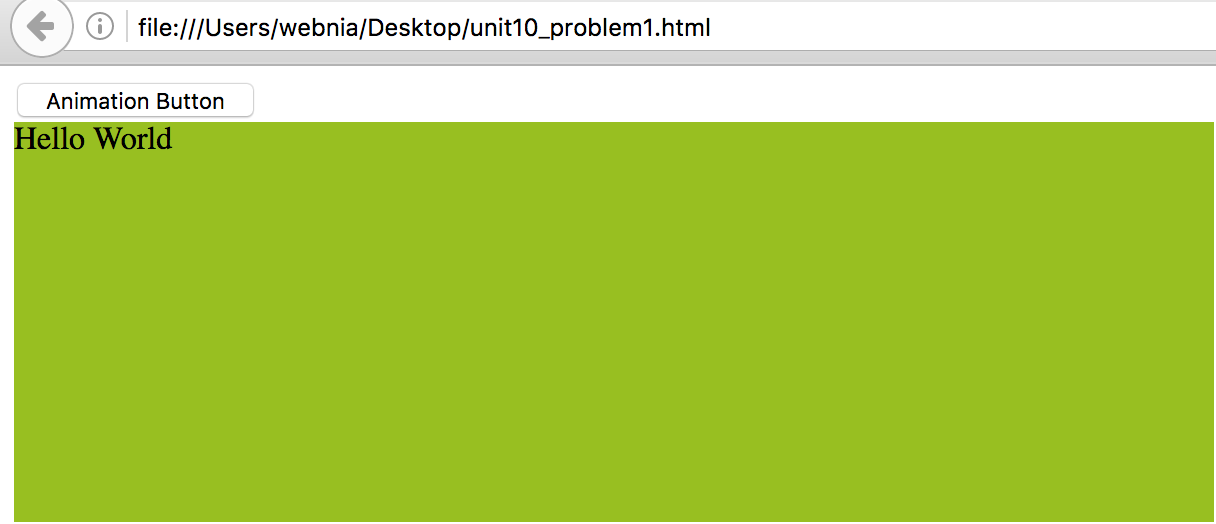 file:///Users/webnia/Desktop/unit10_problem1.html
Animation Button
Hello World